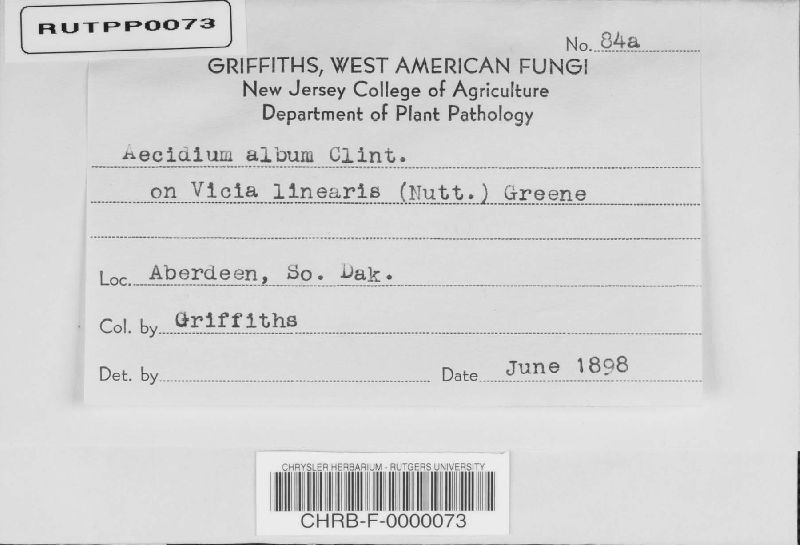 RUTPP0073
No. 84a
GRIFFITHS, WEST AMERICAN FUNGI
New Jersey College of Agriculture
Department of Plant Pathology
Aecidium album Clint.
on Vicia linearis (Nutt.) Greene
Loc. Aberdeen, So. Dak.
Col. by Griffiths
Det. by Date June 1898
CHRYSLER HERBARIUM - RUTGERS UNIVERSITY
CHRB-F-0000073